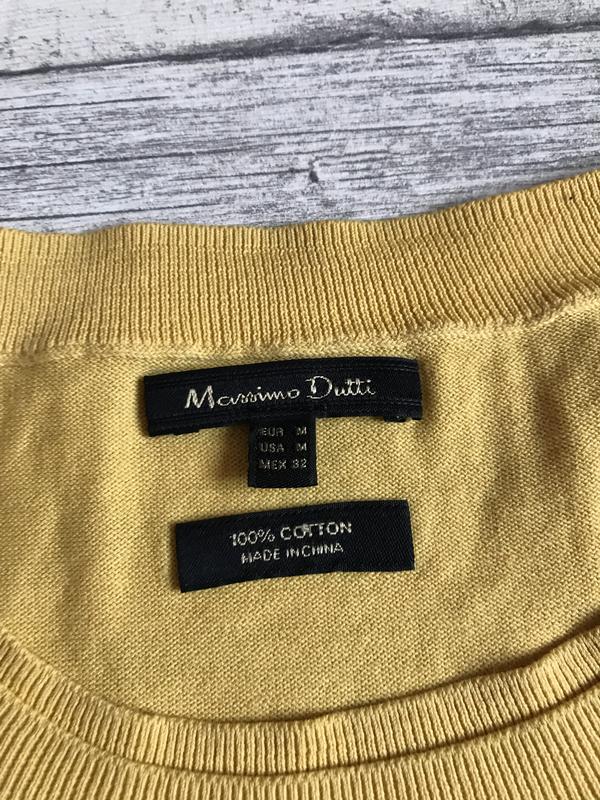 Massimo Dutti
EUR M
USA M
MEX 32
100% COTTON
MADE IN CHINA